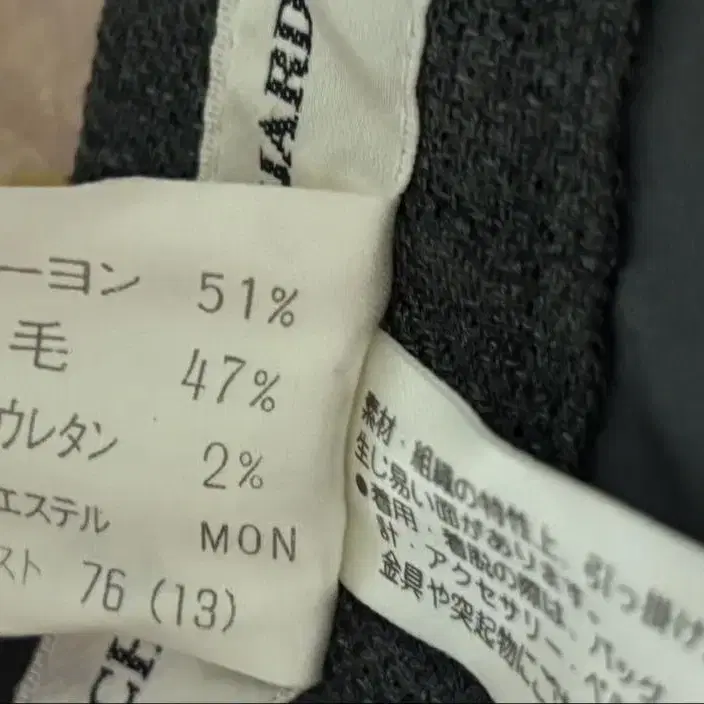 HARD
ーヨン 51%
毛 47%
ウレタン 2%
エステル MON
スト 76 (13)
素材・組織の特性上、引っ掛け
生じ易い面があります。
●着用・着脱の際は、バッグ
計・アクセサリー・ベ
金具や突起物にご
CH